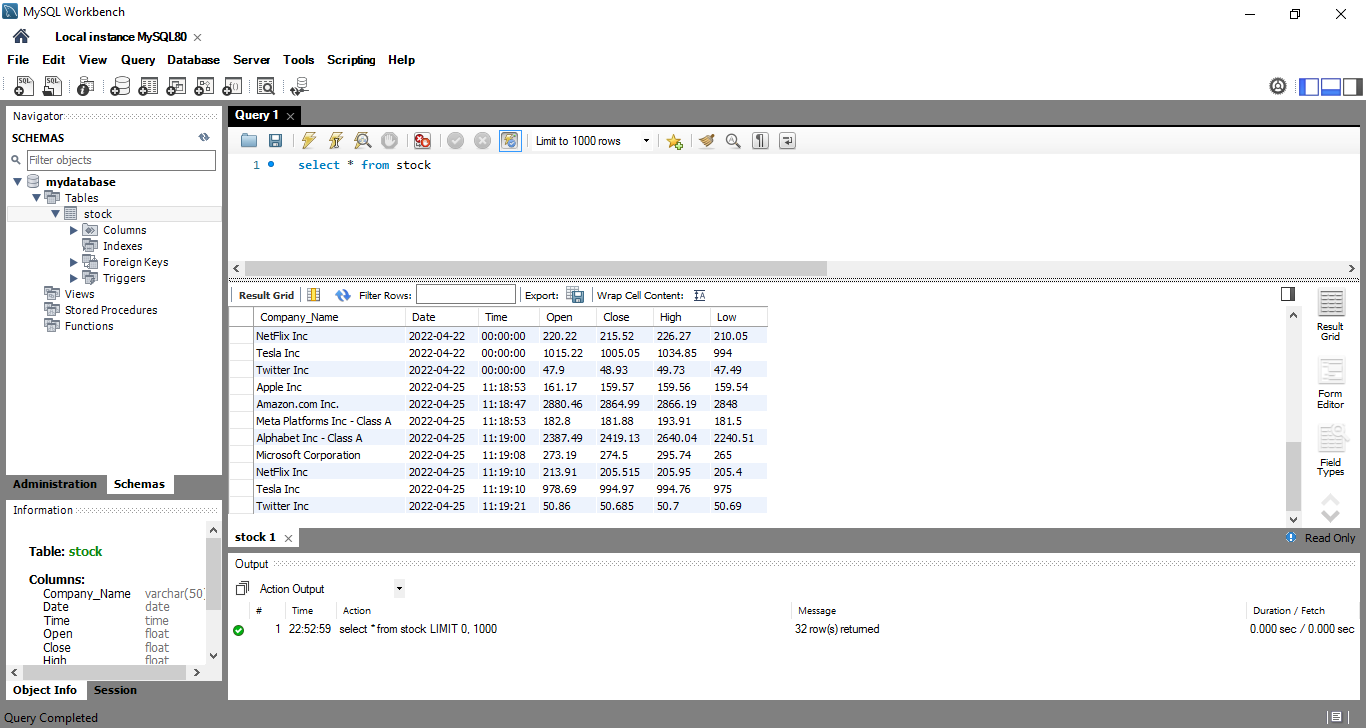 MySQL Workbench
Local instance MySQL80
File Edit View Query Database Server Tools Scripting Help
Navigator
SCHEMAS
Filter objects
mydatabase
Tables
stock
Columns
Indexes
Foreign Keys
Triggers
Views
Stored Procedures
Functions
Administration Schemas
Information
Table: stock
Columns:
Company_Name varchar(50)
Date date
Time time
Open float
Close float
High float
Object Info Session
Query 1
Limit to 1000 rows
1 select * from stock
Result Grid Filter Rows: Export: Wrap Cell Content:
Company_Name Date Time Open Close High Low
NetFlix Inc 2022-04-22 00:00:00 220.22 215.52 226.27 210.05
Tesla Inc 2022-04-22 00:00:00 1015.22 1005.05 1034.85 994
Twitter Inc 2022-04-22 00:00:00 47.9 48.93 49.73 47.49
Apple Inc 2022-04-25 11:18:53 161.17 159.57 159.56 159.54
Amazon.com Inc. 2022-04-25 11:18:47 2880.46 2864.99 2866.19 2848
Meta Platforms Inc - Class A 2022-04-25 11:18:53 182.8 181.88 193.91 181.5
Alphabet Inc - Class A 2022-04-25 11:19:00 2387.49 2419.13 2640.04 2240.51
Microsoft Corporation 2022-04-25 11:19:08 273.19 274.5 295.74 265
NetFlix Inc 2022-04-25 11:19:10 213.91 205.515 205.95 205.4
Tesla Inc 2022-04-25 11:19:10 978.69 994.97 994.76 975
Twitter Inc 2022-04-25 11:19:21 50.86 50.685 50.7 50.69
Result
Grid
Form
Editor
Field
Types
stock 1
Read Only
Output
Action Output
# Time Action Message Duration / Fetch
1 22:52:59 select * from stock LIMIT 0, 1000 32 row(s) returned 0.000 sec / 0.000 sec
Query Completed